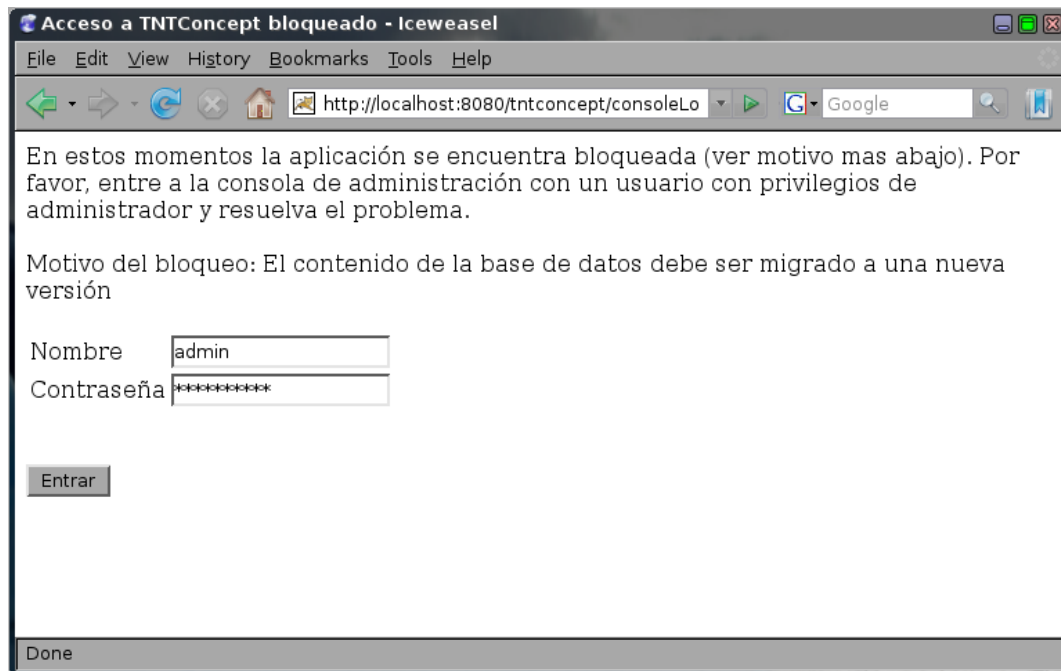 Acceso a TNTConcept bloqueado - Iceweasel
File Edit View History Bookmarks Tools Help
http://localhost:8080/tntconcept/consoleLo G Google
En estos momentos la aplicación se encuentra bloqueada (ver motivo mas abajo). Por
favor, entre a la consola de administración con un usuario con privilegios de
administrador y resuelva el problema.
Motivo del bloqueo: El contenido de la base de datos debe ser migrado a una nueva
versión
Nombre admin
Contraseña **********
Entrar
Done